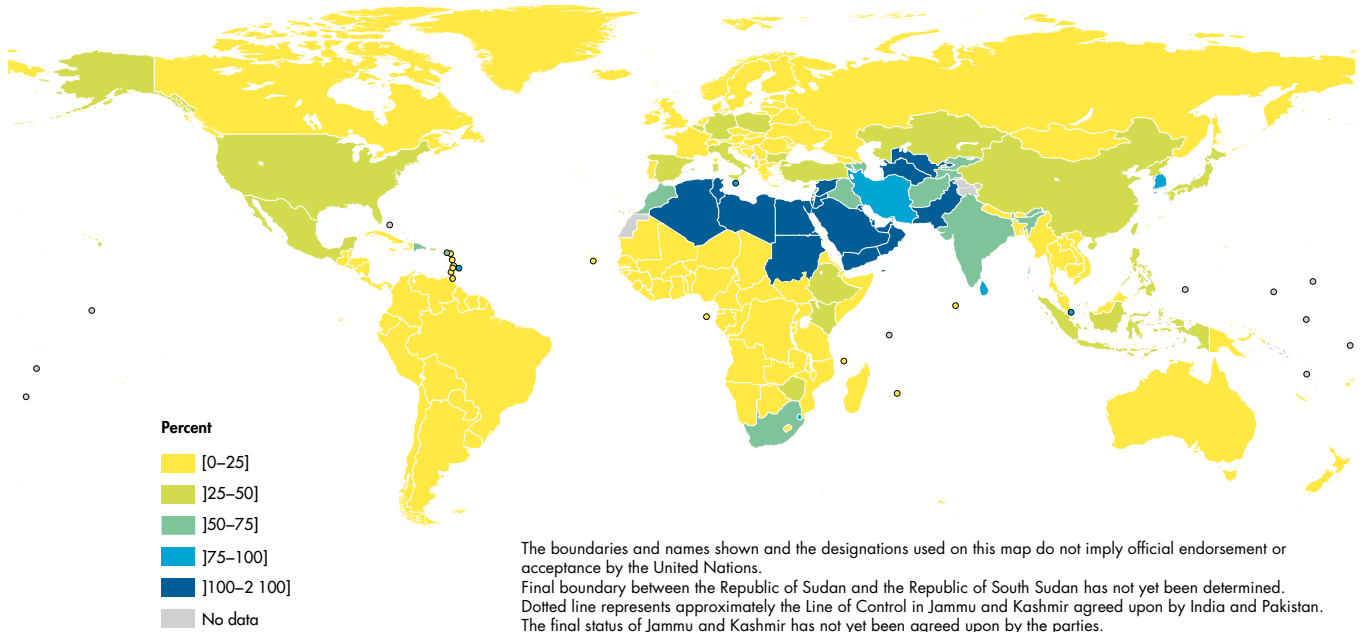 Percent
[0–25]
]25–50]
]50–75]
]75–100]
]100–2 100]
No data
The boundaries and names shown and the designations used on this map do not imply official endorsement or
acceptance by the United Nations.
Final boundary between the Republic of Sudan and the Republic of South Sudan has not yet been determined.
Dotted line represents approximately the Line of Control in Jammu and Kashmir agreed upon by India and Pakistan.
The final status of Jammu and Kashmir has not yet been agreed upon by the parties.